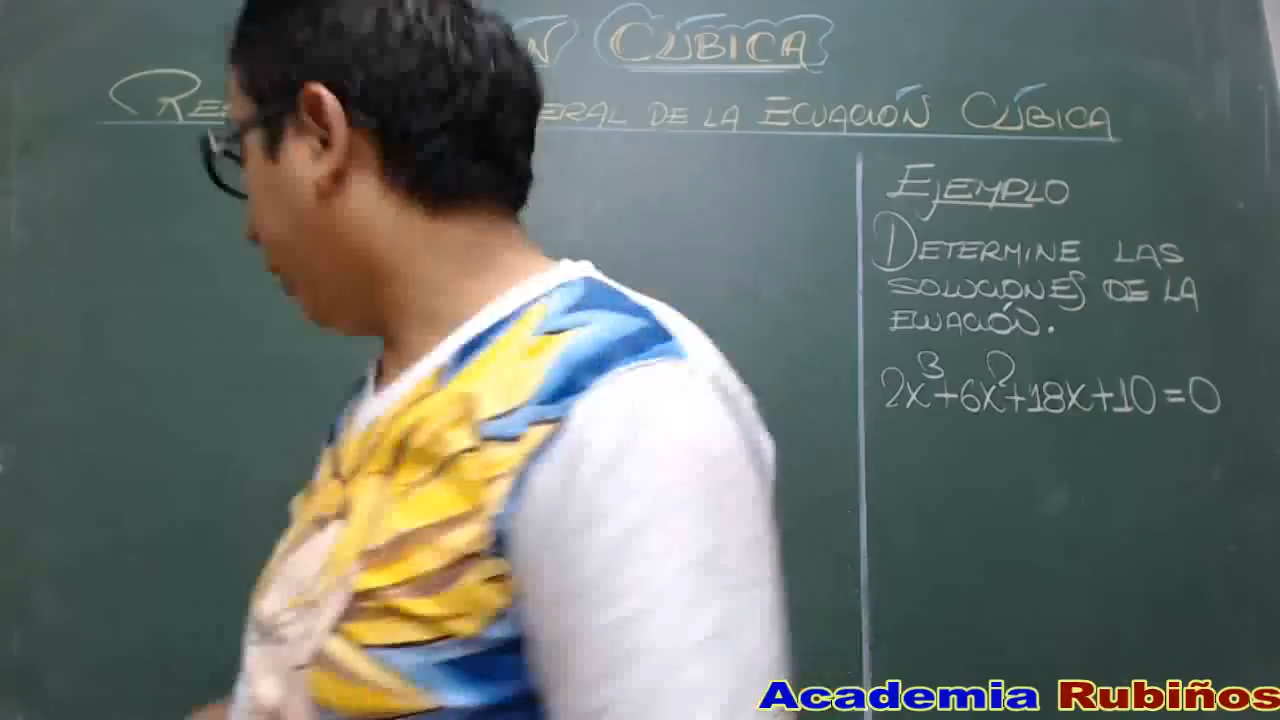 CÚBICA
DE LA ECUACIÓN CÚBICA
EJEMPLO
DETERMINE LAS
SOLUCIONES DE LA
ECUACIÓN.
2x³+6x²+18x+10=0
Academia Rubiños